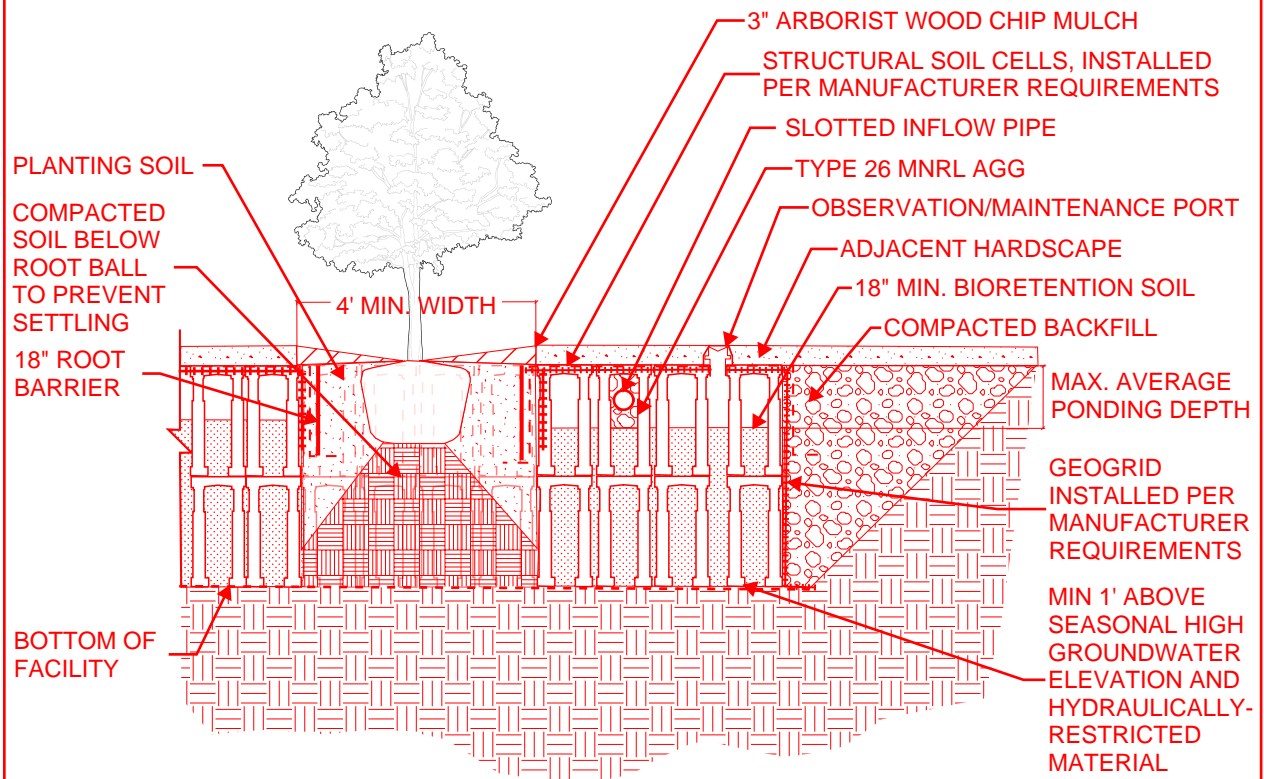 3" ARBORIST WOOD CHIP MULCH
STRUCTURAL SOIL CELLS, INSTALLED
PER MANUFACTURER REQUIREMENTS
SLOTTED INFLOW PIPE
TYPE 26 MNRL AGG
OBSERVATION/MAINTENANCE PORT
ADJACENT HARDSCAPE
18" MIN. BIORETENTION SOIL
COMPACTED BACKFILL
MAX. AVERAGE
PONDING DEPTH
GEOGRID
INSTALLED PER
MANUFACTURER
REQUIREMENTS
MIN 1' ABOVE
SEASONAL HIGH
GROUNDWATER
ELEVATION AND
HYDRAULICALLY-
RESTRICTED
MATERIAL
PLANTING SOIL
COMPACTED
SOIL BELOW
ROOT BALL
TO PREVENT
SETTLING
18" ROOT
BARRIER
4' MIN. WIDTH
BOTTOM OF
FACILITY